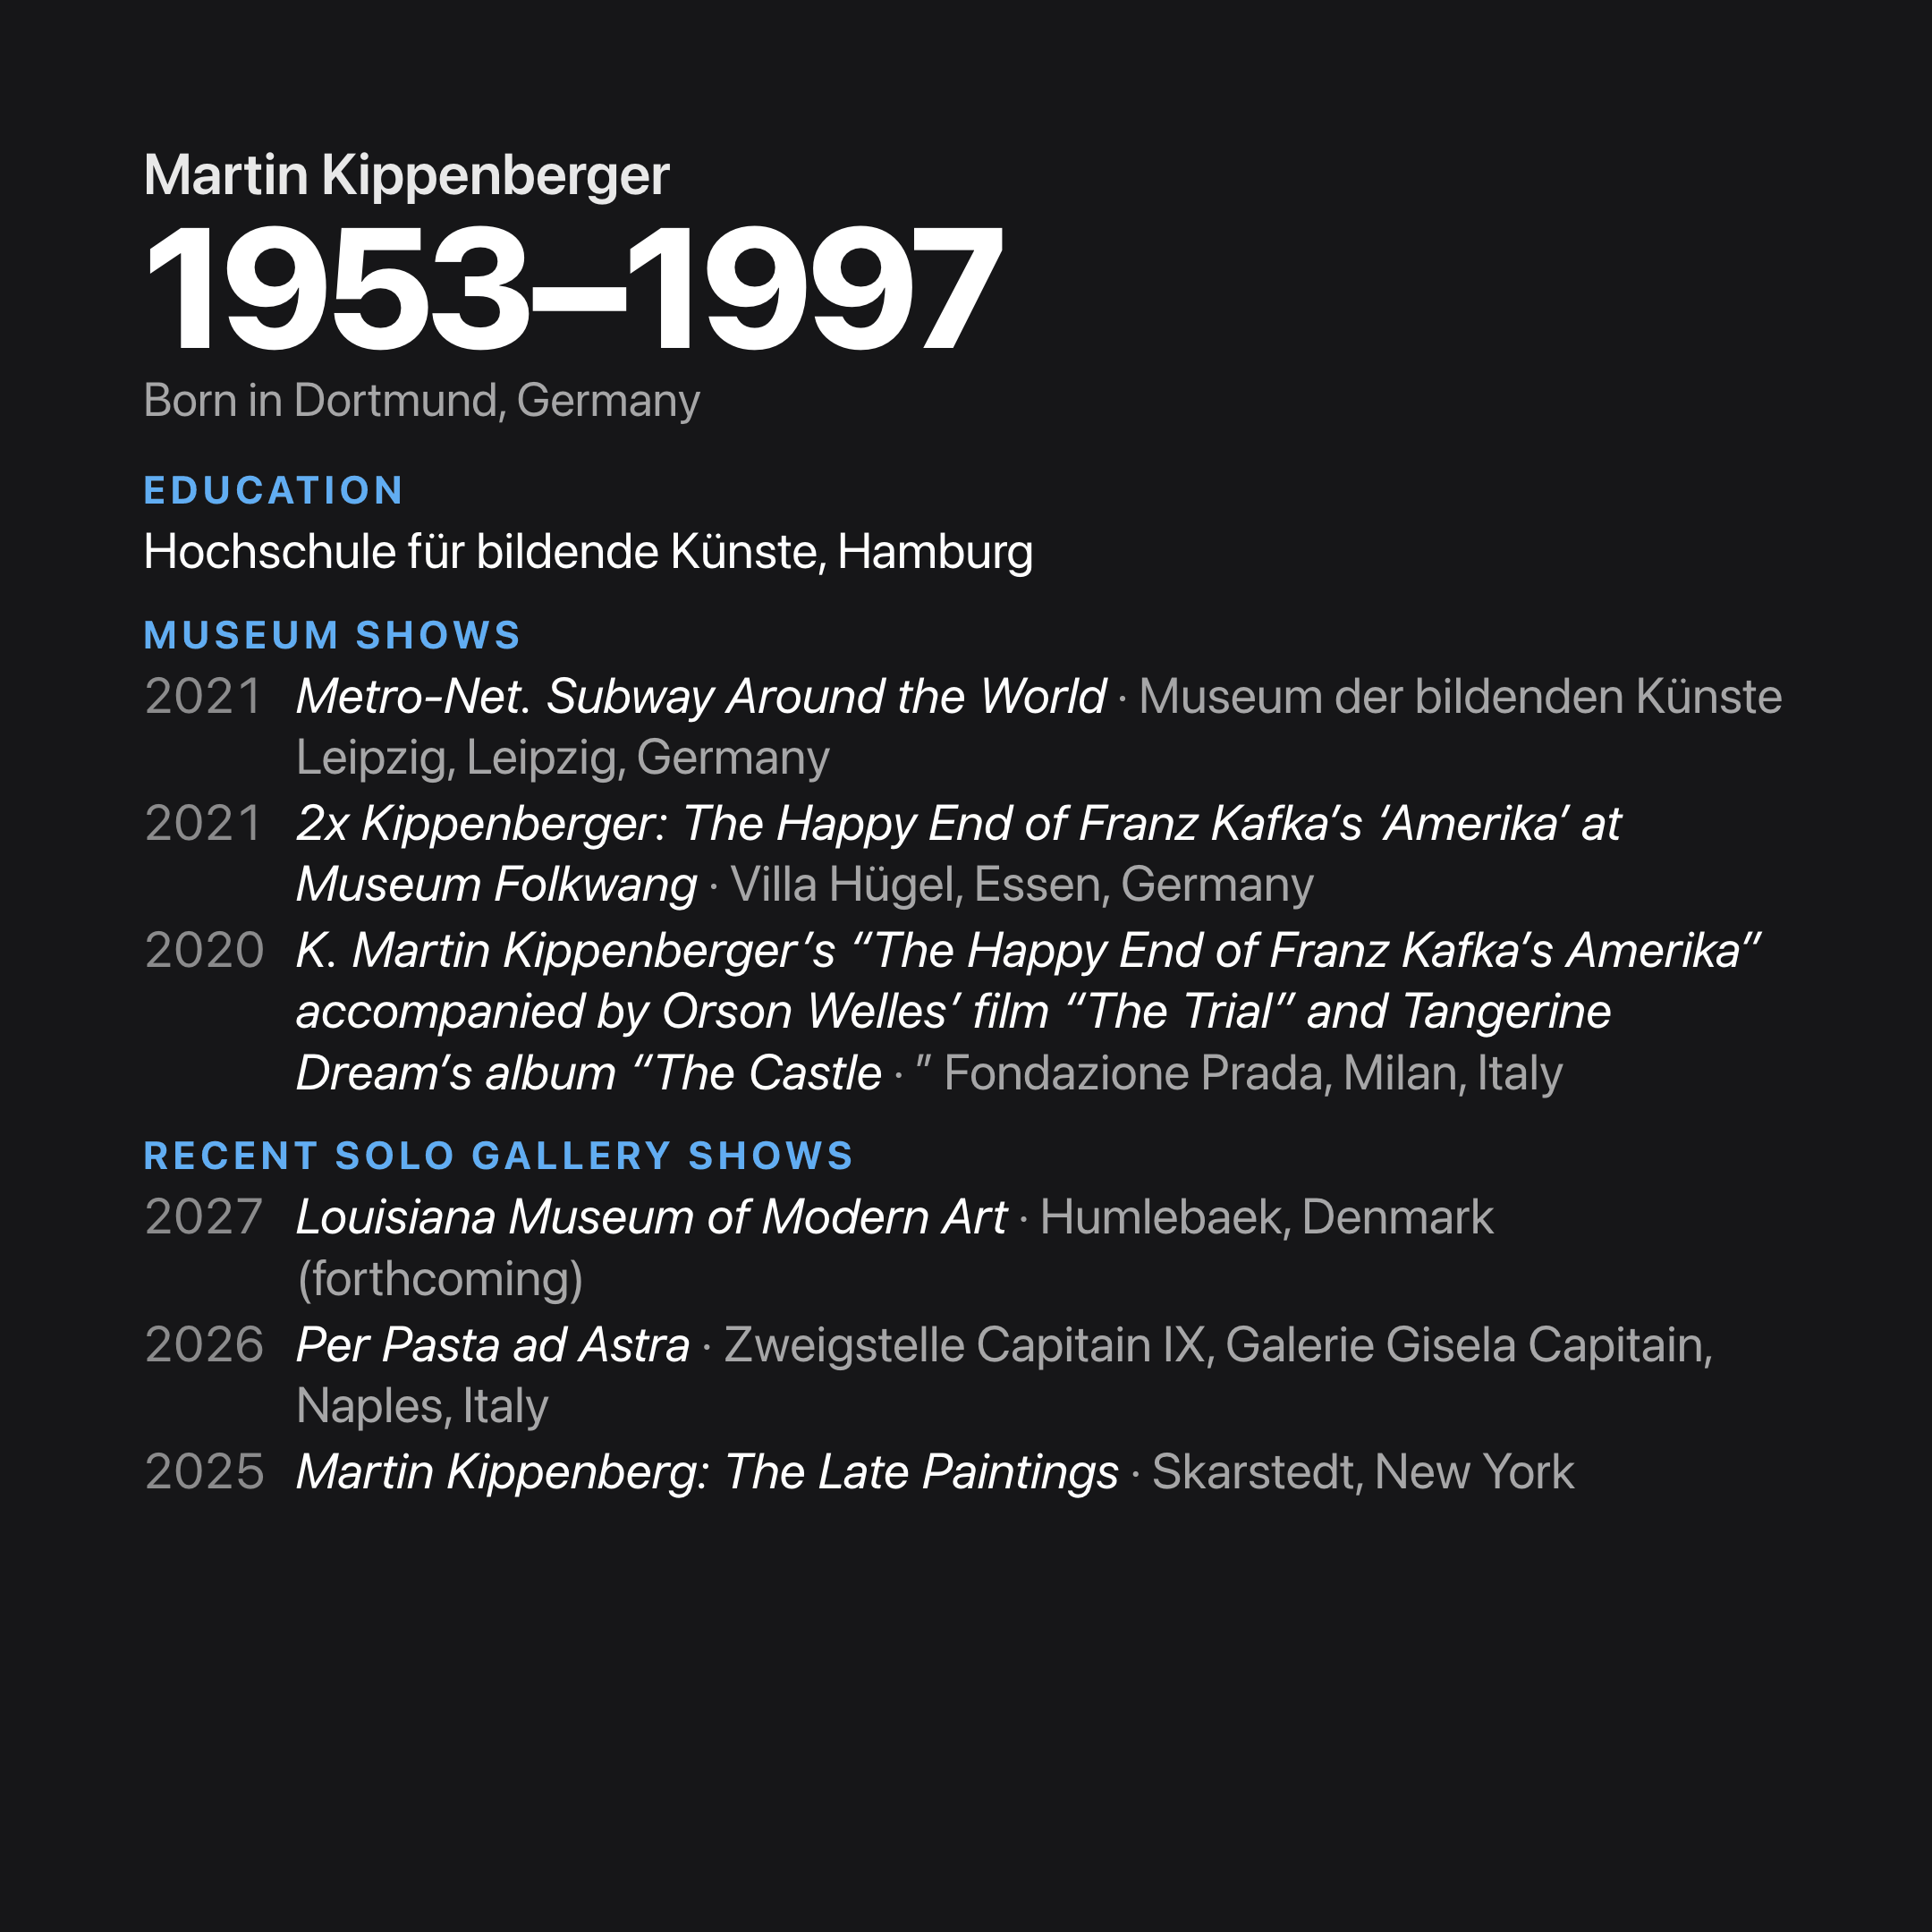 Martin Kippenberger
1953–1997
Born in Dortmund, Germany
EDUCATION
Hochschule für bildende Künste, Hamburg
MUSEUM SHOWS
2021 Metro-Net. Subway Around the World · Museum der bildenden Künste
Leipzig, Leipzig, Germany
2021 2x Kippenberger: The Happy End of Franz Kafka’s ‘Amerika’ at
Museum Folkwang · Villa Hügel, Essen, Germany
2020 K. Martin Kippenberger’s “The Happy End of Franz Kafka’s Amerika”
accompanied by Orson Welles’ film “The Trial” and Tangerine
Dream’s album “The Castle · ” Fondazione Prada, Milan, Italy
RECENT SOLO GALLERY SHOWS
2027 Louisiana Museum of Modern Art · Humlebaek, Denmark
(forthcoming)
2026 Per Pasta ad Astra · Zweigstelle Capitain IX, Galerie Gisela Capitain,
Naples, Italy
2025 Martin Kippenberg: The Late Paintings · Skarstedt, New York